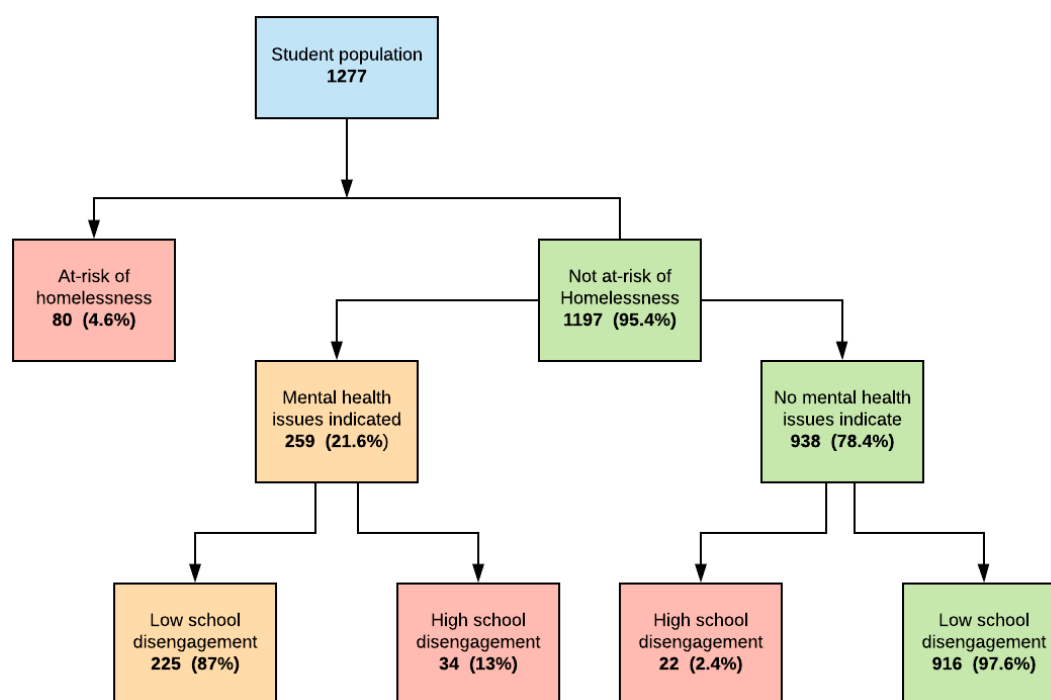 Student population
1277
At-risk of
homelessness
80  (4.6%)
Not at-risk of
Homelessness
1197  (95.4%)
Mental health
issues indicated
259  (21.6%)
No mental health
issues indicate
938  (78.4%)
Low school
disengagement
225  (87%)
High school
disengagement
34  (13%)
High school
disengagement
22  (2.4%)
Low school
disengagement
916  (97.6%)